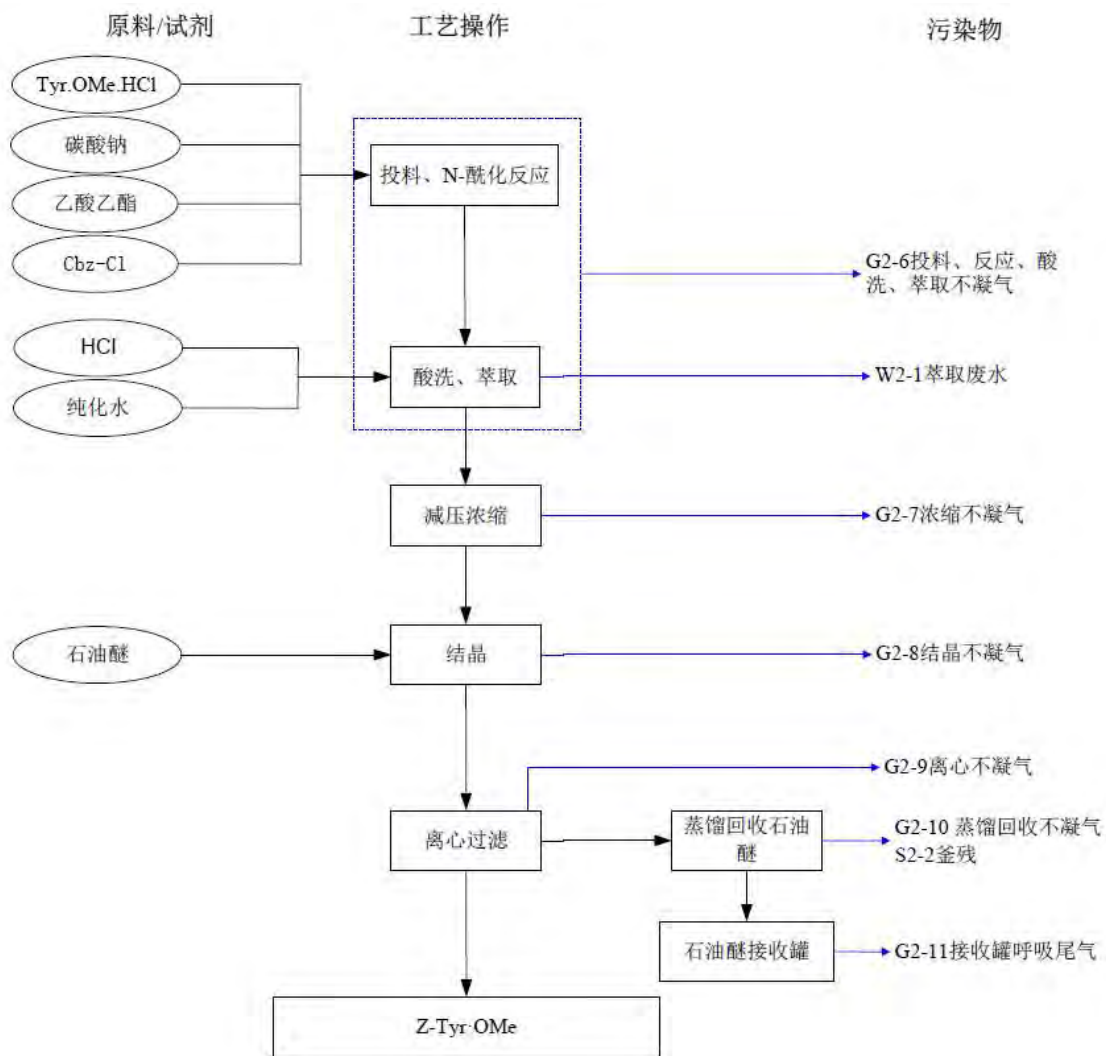 原料/试剂
工艺操作
污染物
Tyr.OMe.HCl
碳酸钠
乙酸乙酯
Cbz-Cl
投料、N-酰化反应
G2-6投料、反应、酸
洗、萃取不凝气
HCl
纯化水
酸洗、萃取
W2-1萃取废水
减压浓缩
G2-7浓缩不凝气
石油醚
结晶
G2-8结晶不凝气
G2-9离心不凝气
离心过滤
蒸馏回收石油
醚
G2-10 蒸馏回收不凝气
S2-2釜残
石油醚接收罐
G2-11接收罐呼吸尾气
Z-Tyr·OMe